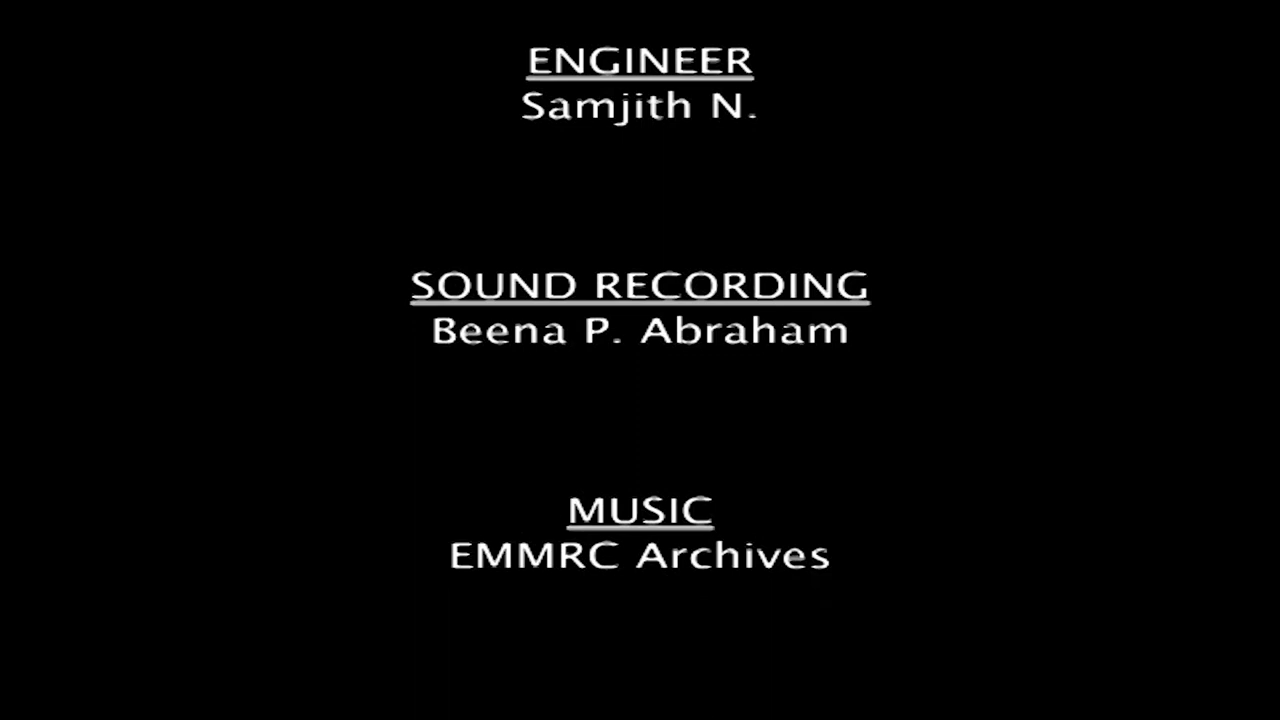 ENGINEER
Samjith N.
SOUND RECORDING
Beena P. Abraham
MUSIC
EMMRC Archives